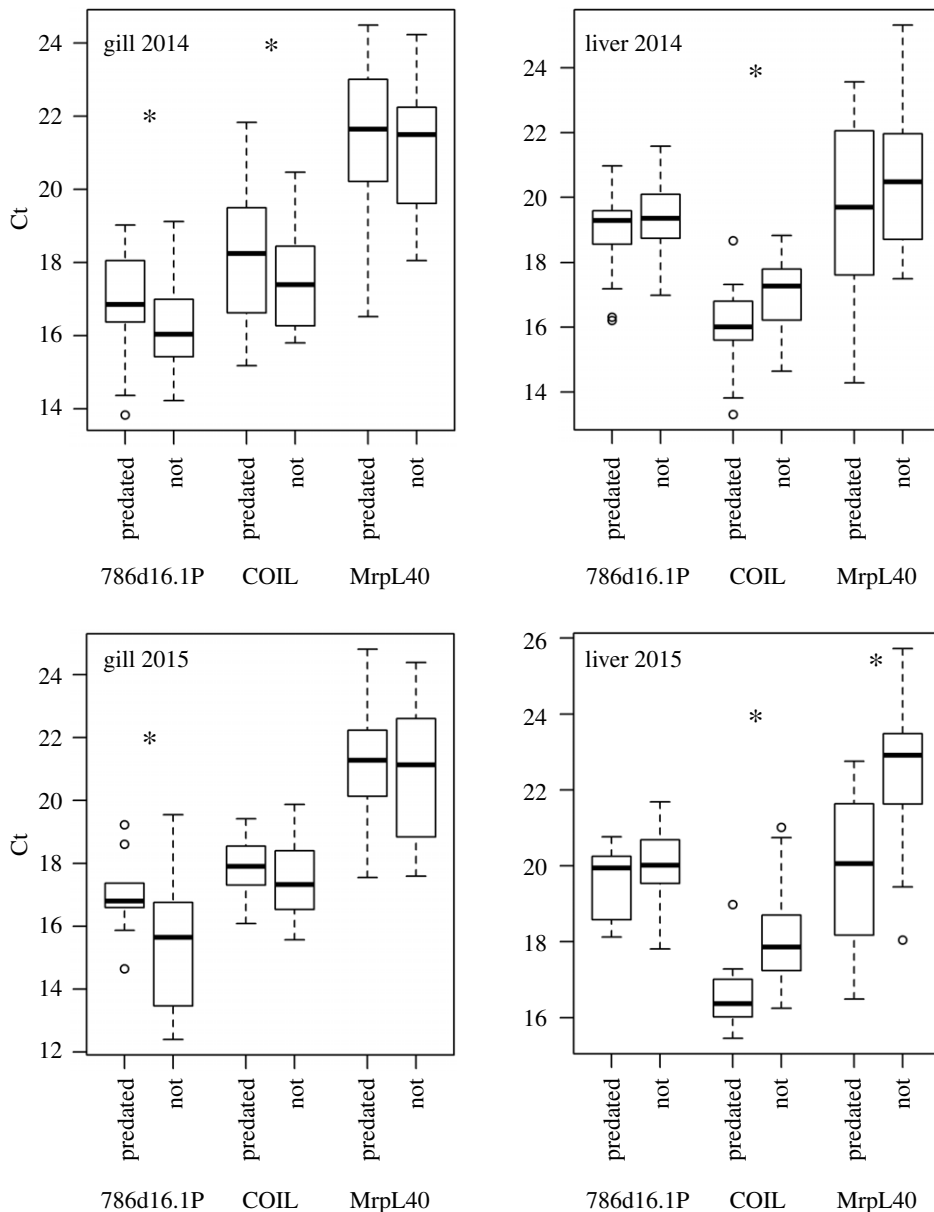 gill 2014
*
*
Ct
24
22
20
18
16
14
predated
not
predated
not
predated
not
786d16.1P COIL MrpL40
liver 2014
*
24
22
20
18
16
14
predated
not
predated
not
predated
not
786d16.1P COIL MrpL40
gill 2015
*
Ct
24
22
20
18
16
14
12
predated
not
predated
not
predated
not
786d16.1P COIL MrpL40
liver 2015
*
*
26
24
22
20
18
16
predated
not
predated
not
predated
not
786d16.1P COIL MrpL40